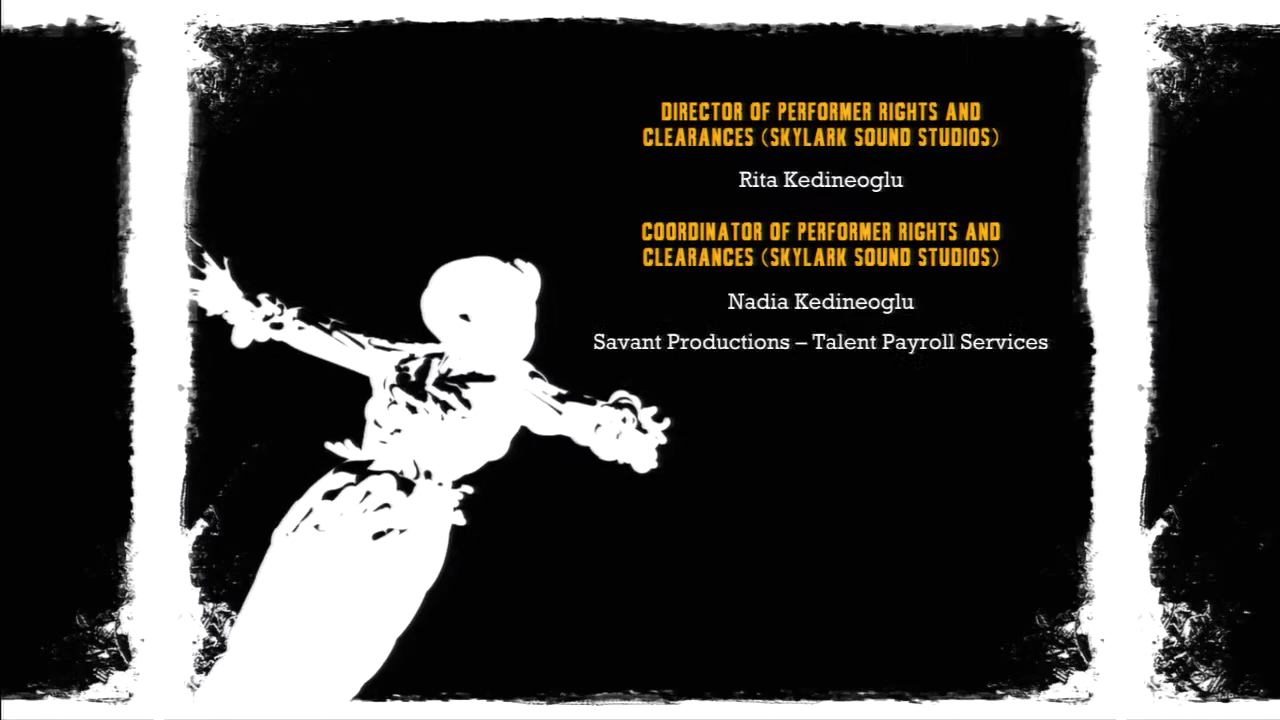 DIRECTOR OF PERFORMER RIGHTS AND
CLEARANCES (SKYLARK SOUND STUDIOS)
Rita Kedineoglu
COORDINATOR OF PERFORMER RIGHTS AND
CLEARANCES (SKYLARK SOUND STUDIOS)
Nadia Kedineoglu
Savant Productions – Talent Payroll Services